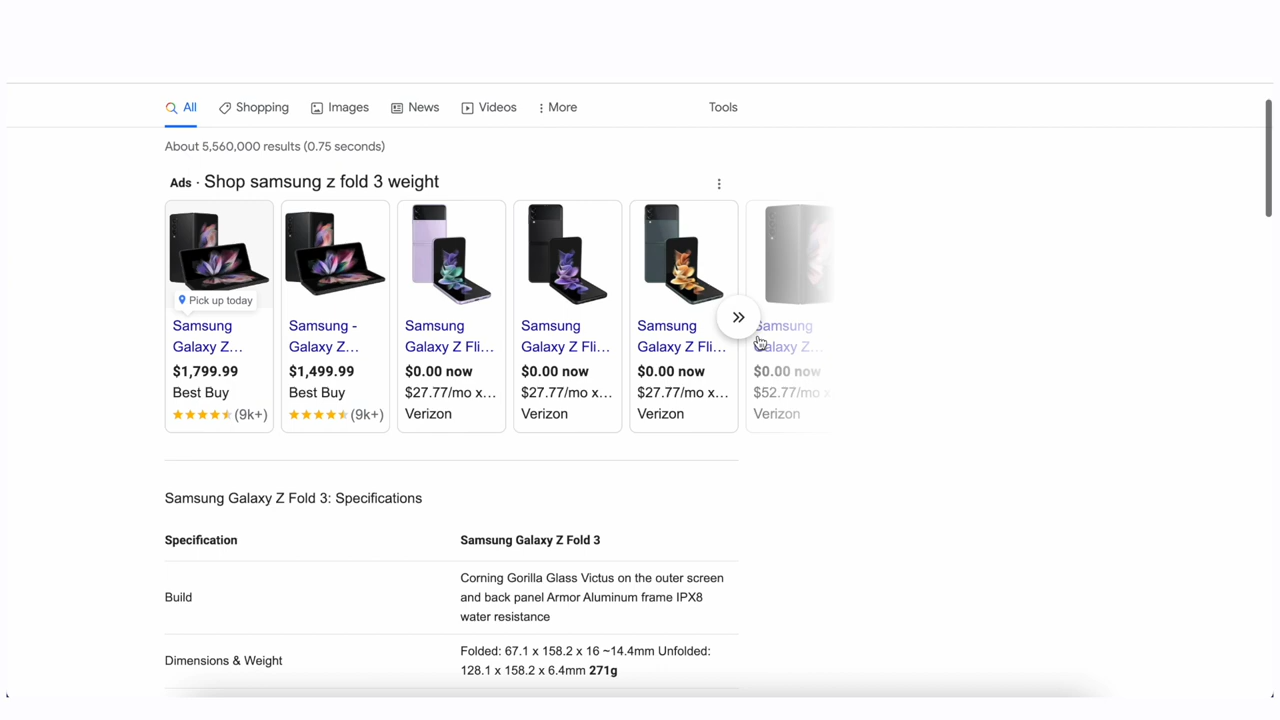 All
Shopping
Images
News
Videos
More
Tools
About 5,560,000 results (0.75 seconds)
Ads · Shop samsung z fold 3 weight
Pick up today
Samsung
Galaxy Z...
$1,799.99
Best Buy
(9k+)
Samsung -
Galaxy Z...
$1,499.99
Best Buy
(9k+)
Samsung
Galaxy Z Fli...
$0.00 now
$27.77/mo x...
Verizon
Samsung
Galaxy Z Fli...
$0.00 now
$27.77/mo x...
Verizon
Samsung
Galaxy Z Fli...
$0.00 now
$27.77/mo x...
Verizon
Samsung
Galaxy Z...
$0.00 now
$52.77/mo x
Verizon
Samsung Galaxy Z Fold 3: Specifications
Specification
Samsung Galaxy Z Fold 3
Build
Corning Gorilla Glass Victus on the outer screen
and back panel Armor Aluminum frame IPX8
water resistance
Dimensions & Weight
Folded: 67.1 x 158.2 x 16 ~14.4mm Unfolded:
128.1 x 158.2 x 6.4mm 271g